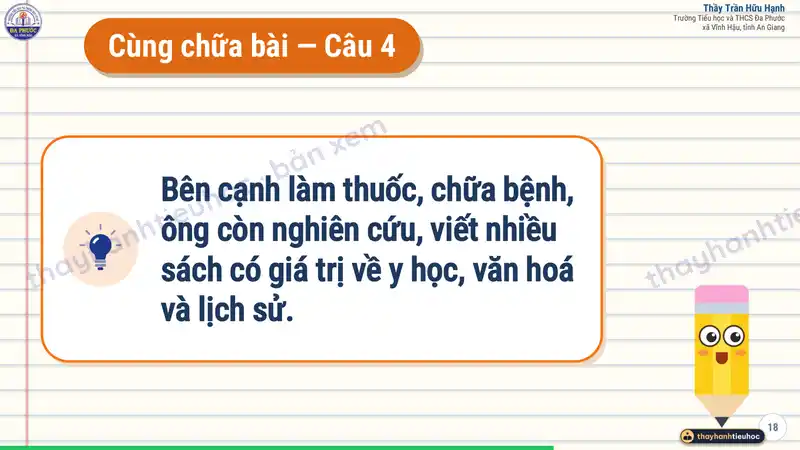 Thầy Trần Hữu Hạnh
Trường Tiểu học và THCS Đa Phước
xã Vĩnh Hậu, tỉnh An Giang
ĐA PHƯỚC
Cùng chữa bài – Câu 4
Bên cạnh làm thuốc, chữa bệnh,
ông còn nghiên cứu, viết nhiều
sách có giá trị về y học, văn hoá
và lịch sử.
18
thayhanhtieuhoc